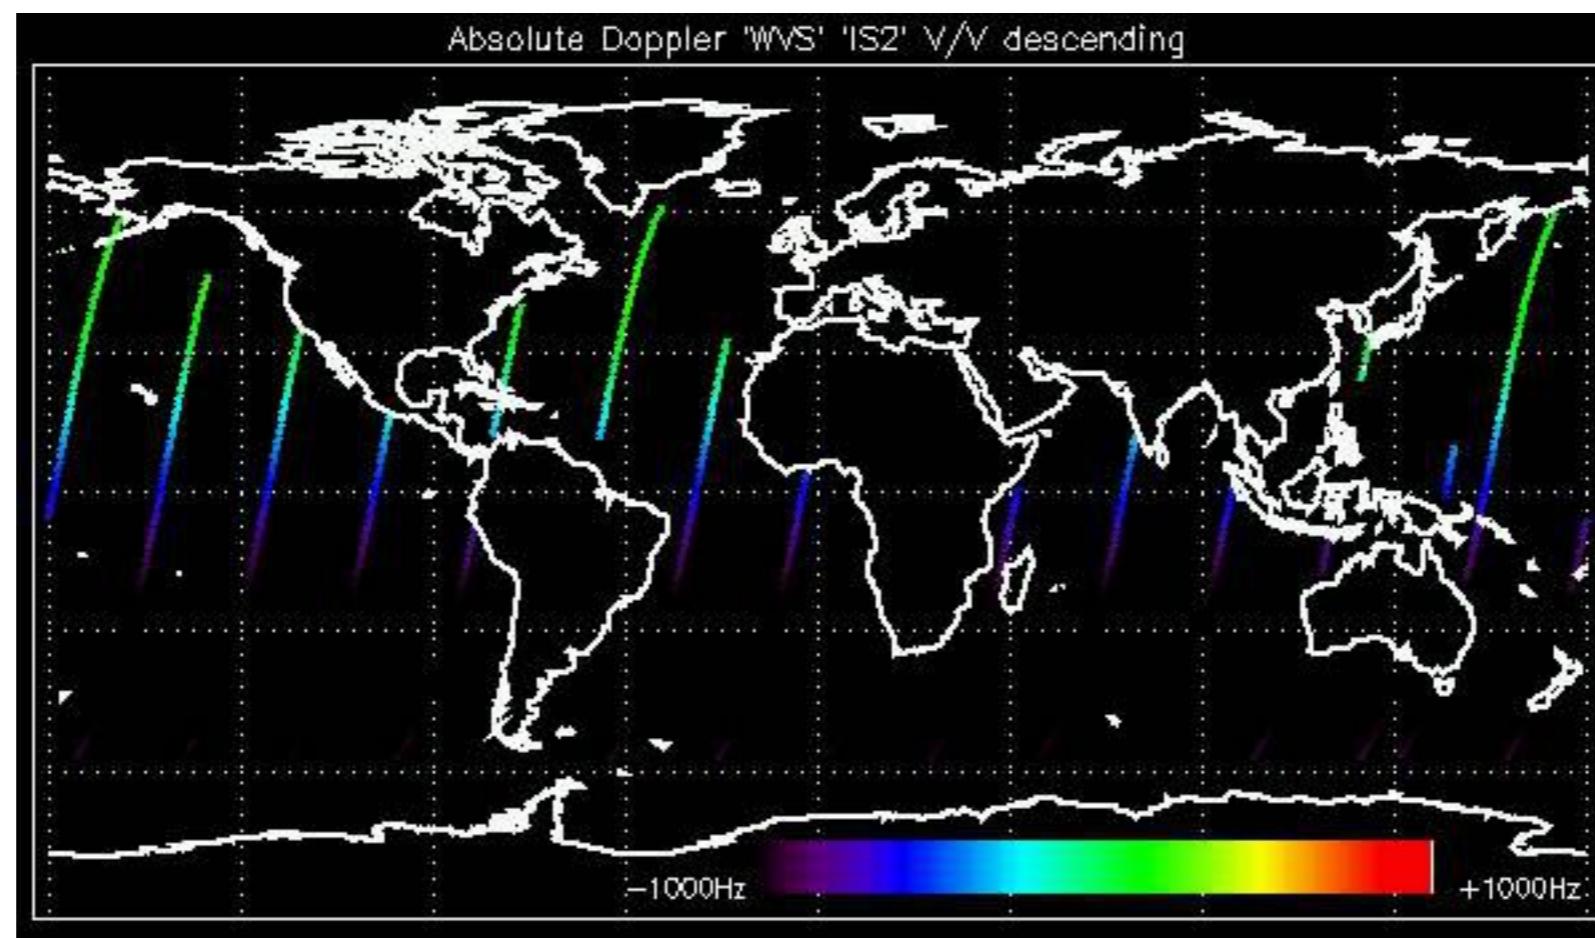 Absolute Doppler 'WVS' 'IS2' V/V descending
−1000Hz +1000Hz